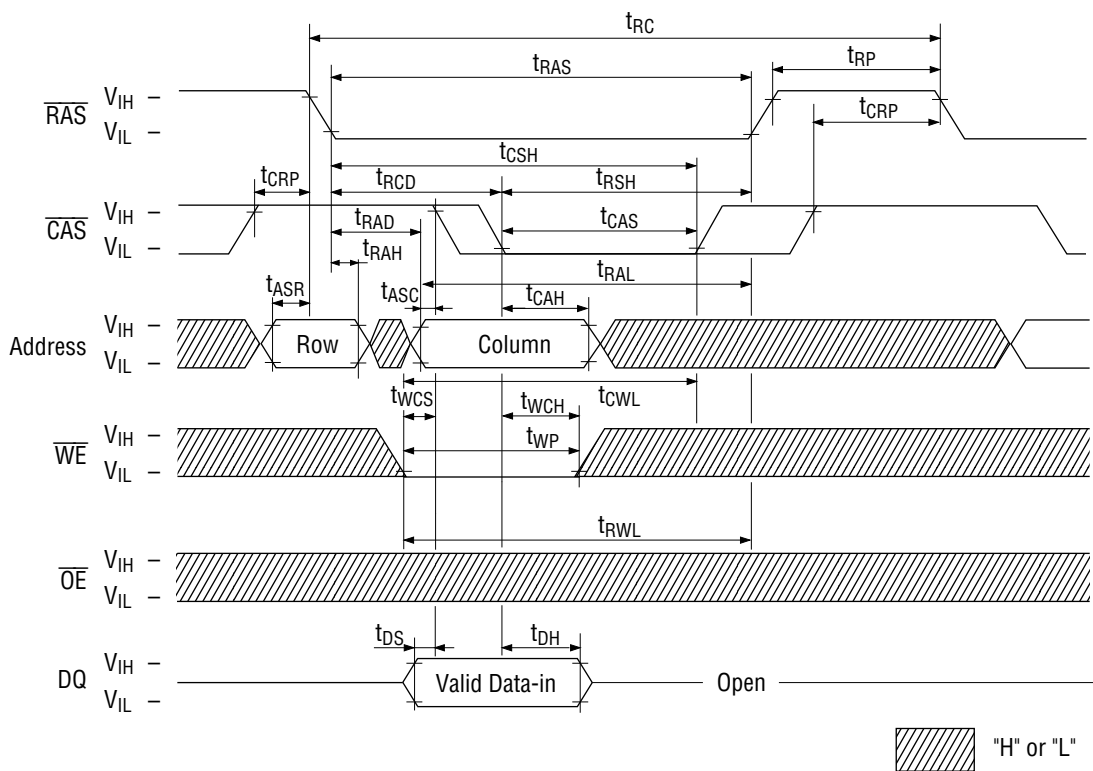 tRC
tRAS
tRP
RAS
VIH –
VIL –
tCRP
tCSH
tCRP
tRCD
tRSH
CAS
VIH –
VIL –
tRAD
tCAS
tRAH
tRAL
tASR
tASC
tCAH
Address
VIH –
VIL –
Row
Column
tWCS
tCWL
tWCH
WE
VIH –
VIL –
tWP
tRWL
OE
VIH –
VIL –
tDS
tDH
DQ
VIH –
VIL –
Valid Data-in
Open
"H" or "L"